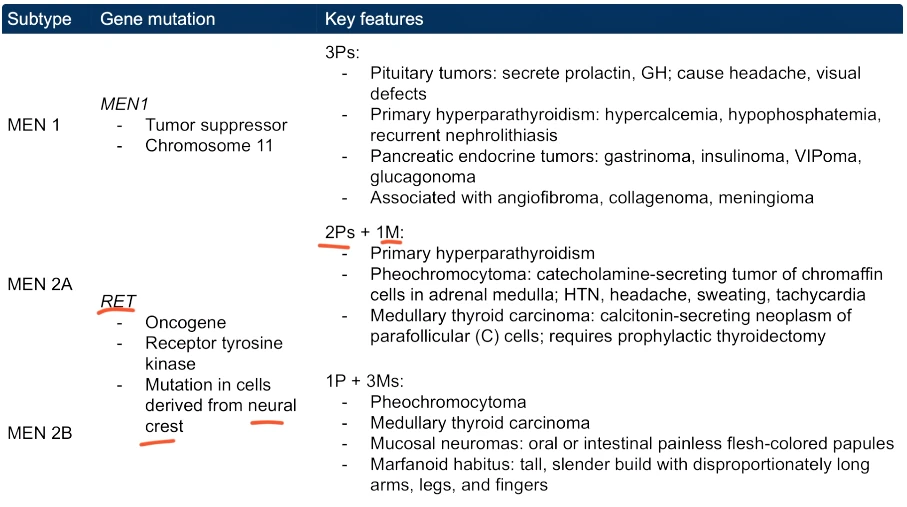 Subtype Gene mutation Key features
MEN 1
MEN1
- Tumor suppressor
- Chromosome 11
3Ps:
- Pituitary tumors: secrete prolactin, GH; cause headache, visual
defects
- Primary hyperparathyroidism: hypercalcemia, hypophosphatemia,
recurrent nephrolithiasis
- Pancreatic endocrine tumors: gastrinoma, insulinoma, VIPoma,
glucagonoma
- Associated with angiofibroma, collagenoma, meningioma
MEN 2A
RET
- Oncogene
- Receptor tyrosine
kinase
- Mutation in cells
derived from neural
crest
2Ps + 1M:
- Primary hyperparathyroidism
- Pheochromocytoma: catecholamine-secreting tumor of chromaffin
cells in adrenal medulla; HTN, headache, sweating, tachycardia
- Medullary thyroid carcinoma: calcitonin-secreting neoplasm of
parafollicular (C) cells; requires prophylactic thyroidectomy
MEN 2B
1P + 3Ms:
- Pheochromocytoma
- Medullary thyroid carcinoma
- Mucosal neuromas: oral or intestinal painless flesh-colored papules
- Marfanoid habitus: tall, slender build with disproportionately long
arms, legs, and fingers